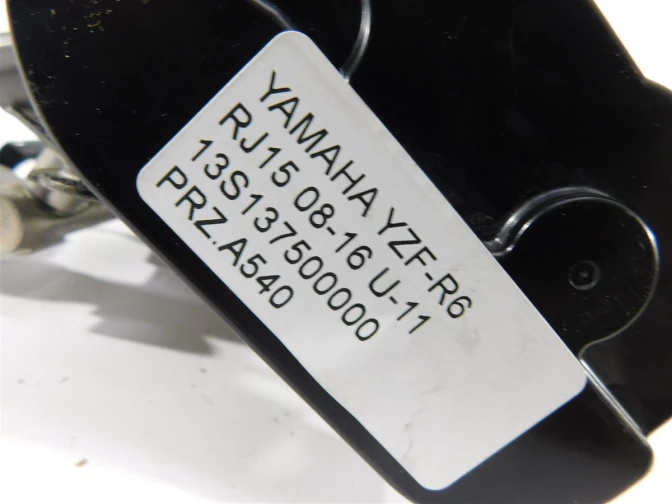 YAMAHA YZF-R6
RJ15 08-16 U-11
13S137500000
PRZ.A540